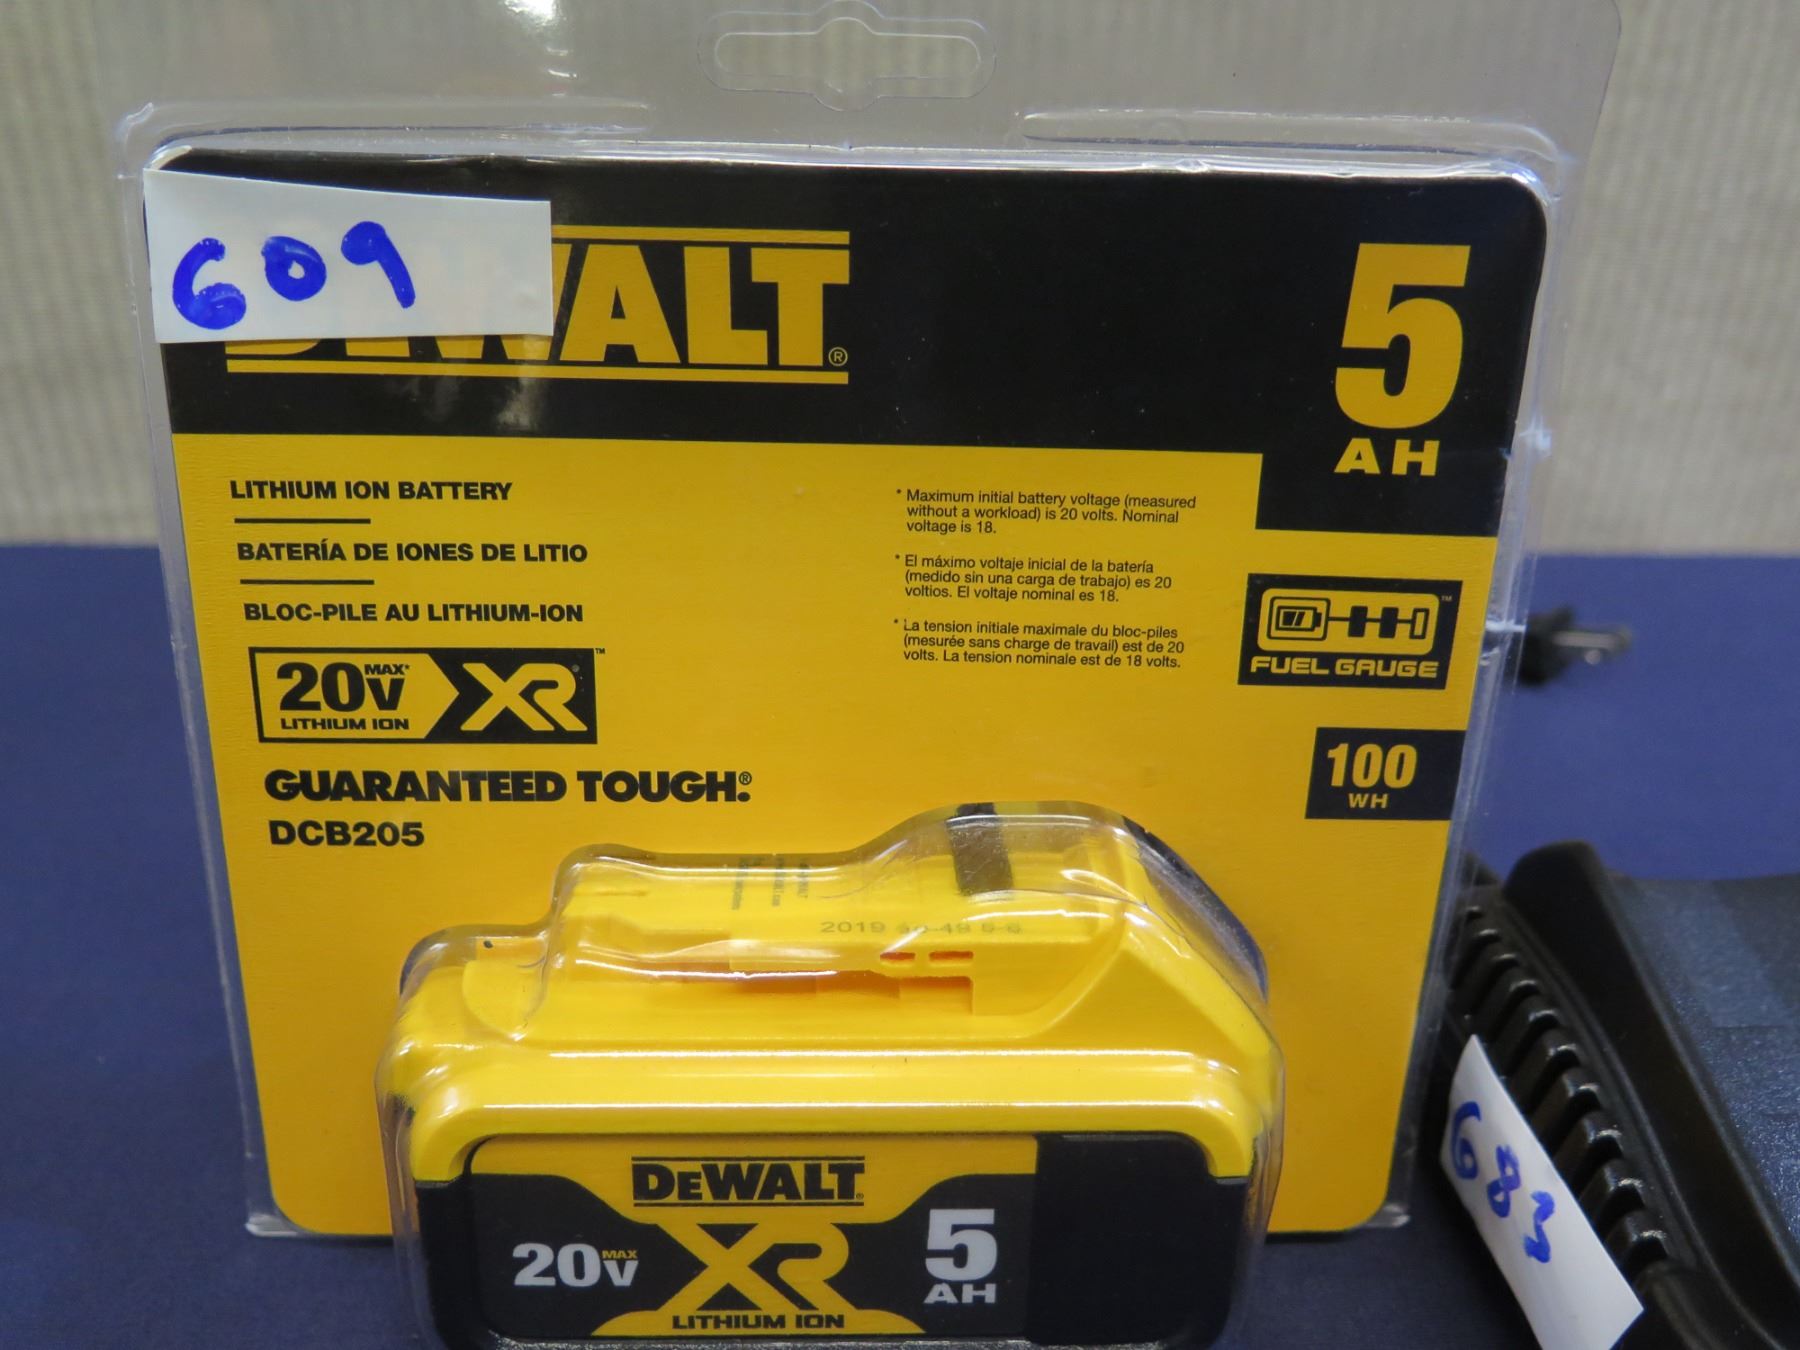 609
DEWALT®
5
AH
LITHIUM ION BATTERY
BATERÍA DE IONES DE LITIO
BLOC-PILE AU LITHIUM-ION
20V MAX*
LITHIUM ION
XR™
GUARANTEED TOUGH.®
DCB205
* Maximum initial battery voltage (measured
without a workload) is 20 volts. Nominal
voltage is 18.
* El máximo voltaje inicial de la batería
(medido sin una carga de trabajo) es 20
voltios. El voltaje nominal es 18.
* La tension initiale maximale du bloc-piles
(mesurée sans charge de travail) est de 20
volts. La tension nominale est de 18 volts.
™
FUEL GAUGE
100
WH
2019
DEWALT®
20V MAX
XR
LITHIUM ION
5
AH
683